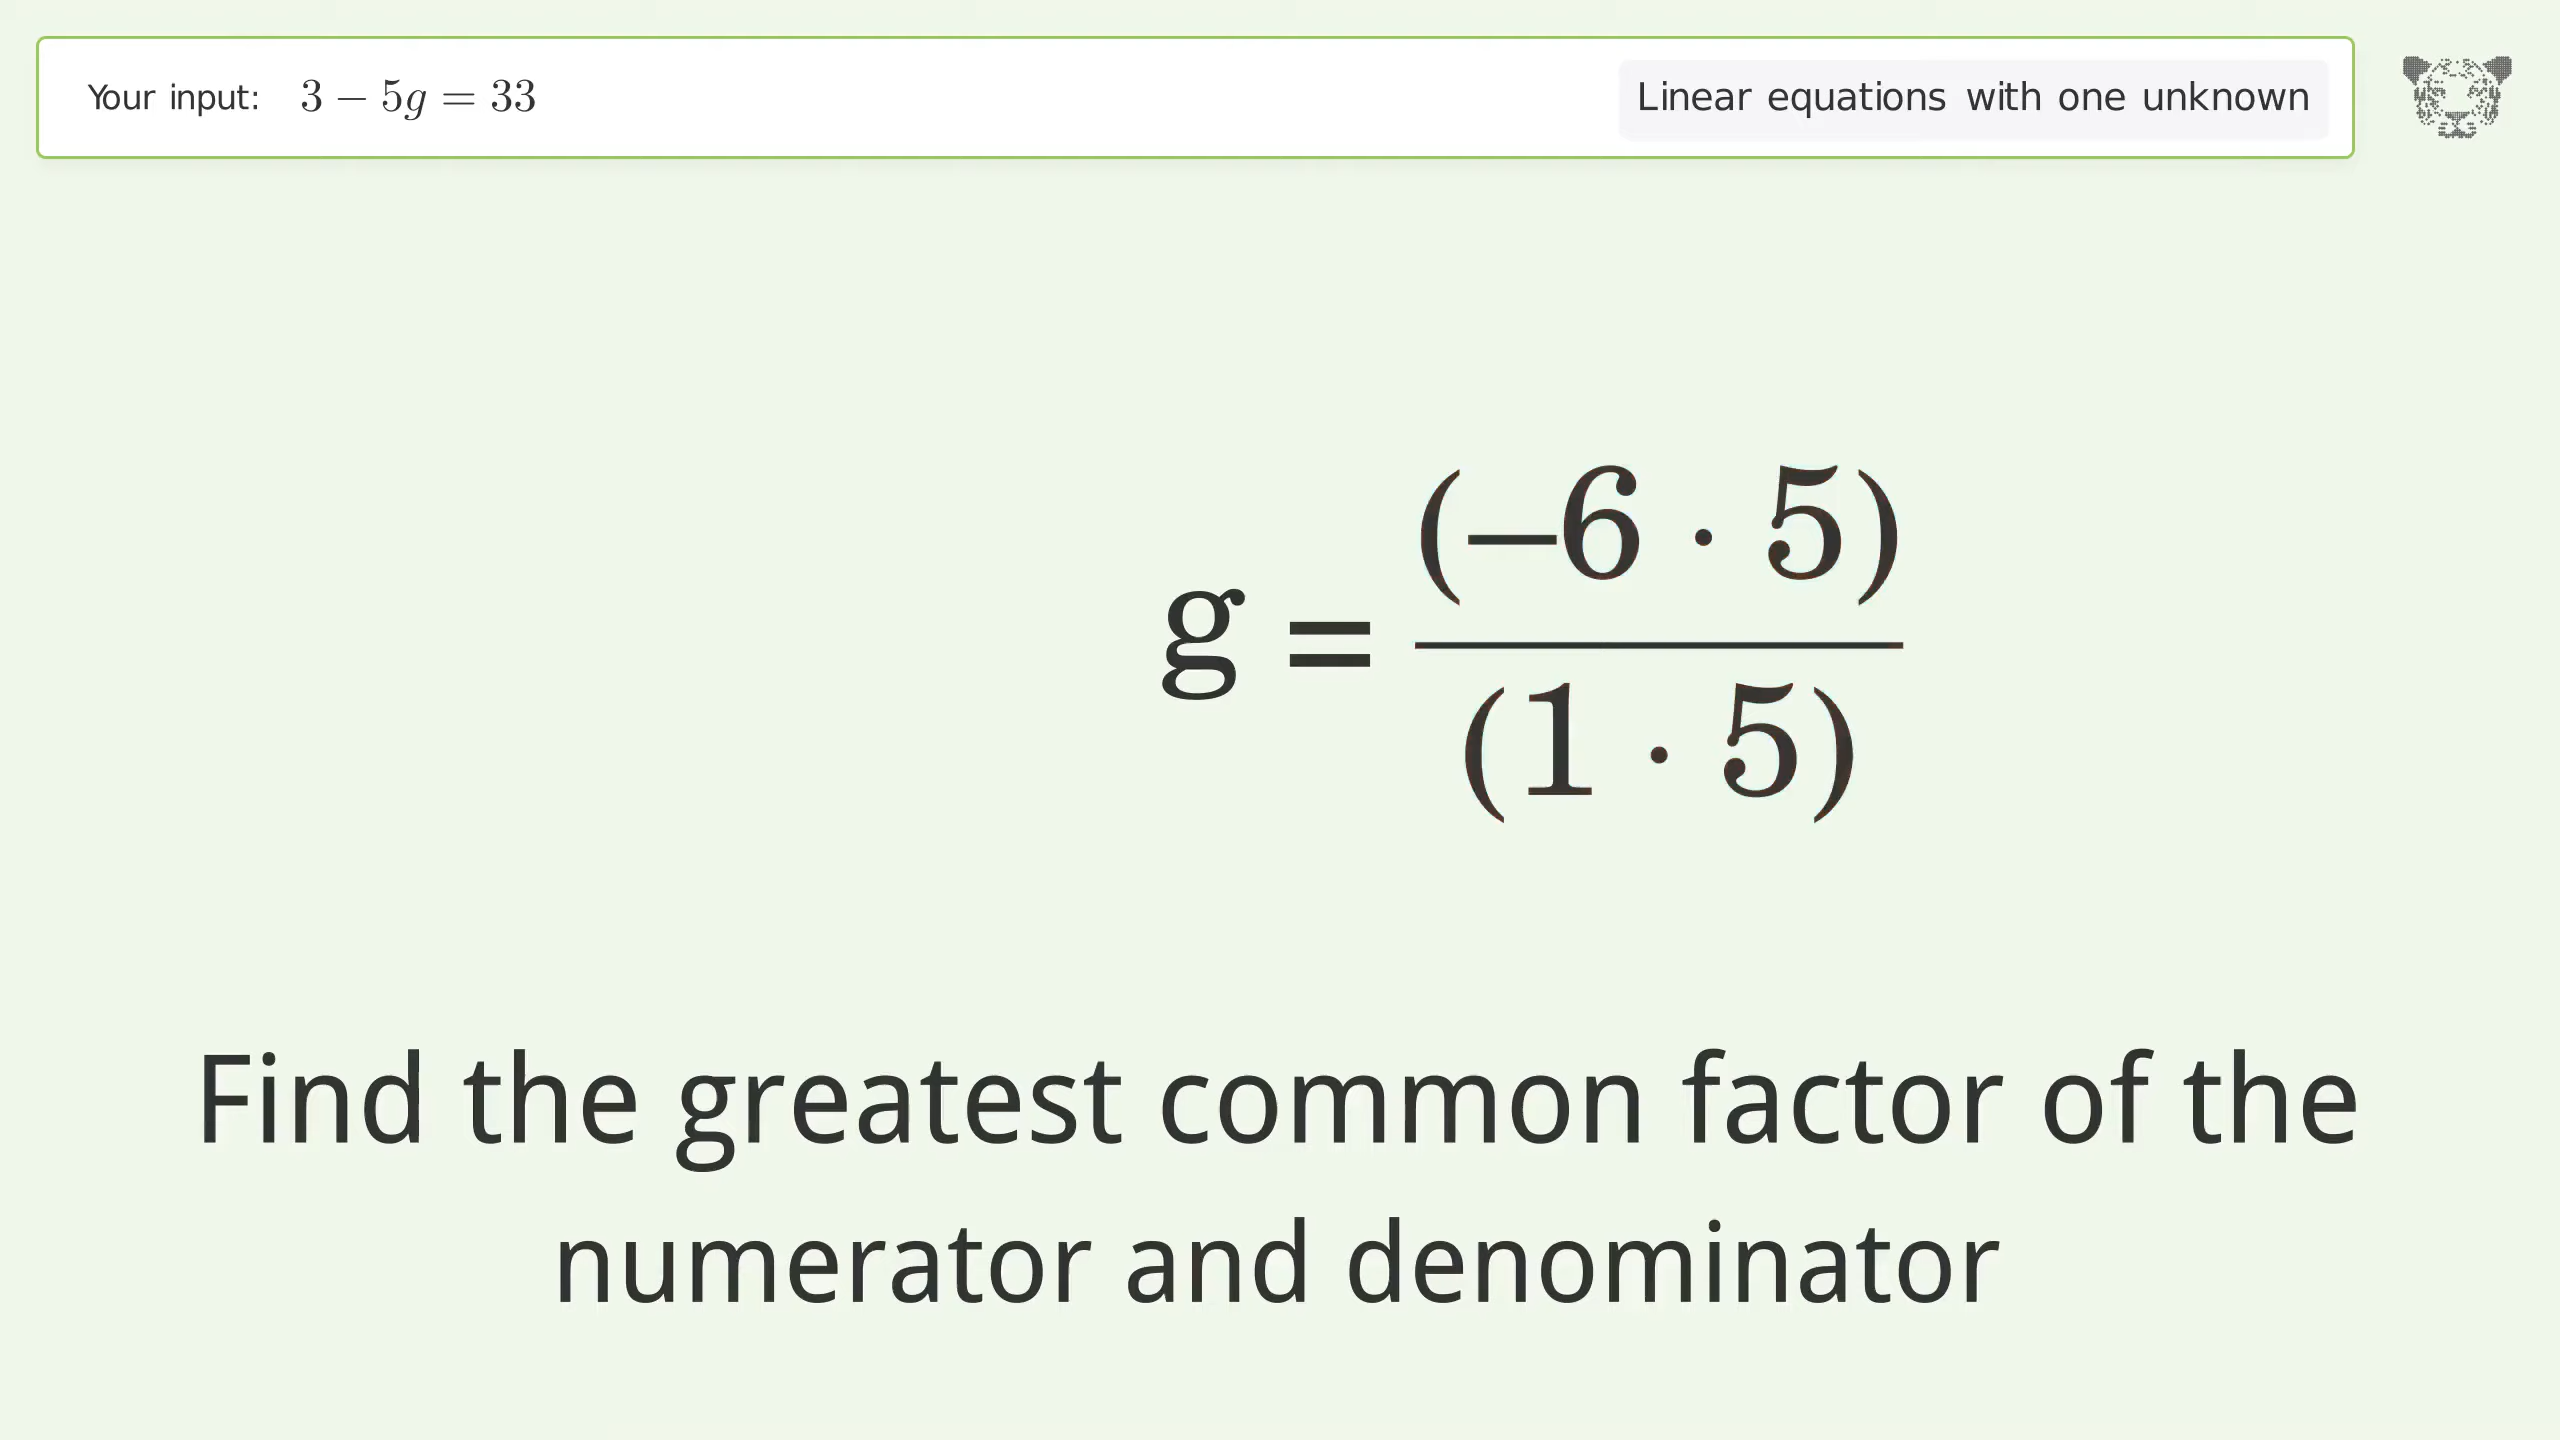 Your input: 3 − 5g = 33
Linear equations with one unknown
g = (−6 · 5) / (1 · 5)
Find the greatest common factor of the
numerator and denominator